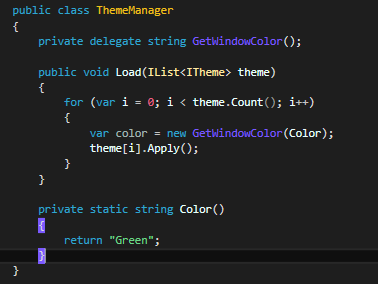 public class ThemeManager
{
    private delegate string GetWindowColor();

    public void Load(IList<ITheme> theme)
    {
        for (var i = 0; i < theme.Count(); i++)
        {
            var color = new GetWindowColor(Color);
            theme[i].Apply();
        }
    }

    private static string Color()
    {
        return "Green";
    }
}